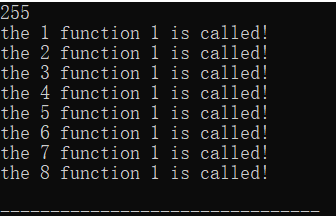 255
the 1 function 1 is called!
the 2 function 1 is called!
the 3 function 1 is called!
the 4 function 1 is called!
the 5 function 1 is called!
the 6 function 1 is called!
the 7 function 1 is called!
the 8 function 1 is called!
--------------------------------